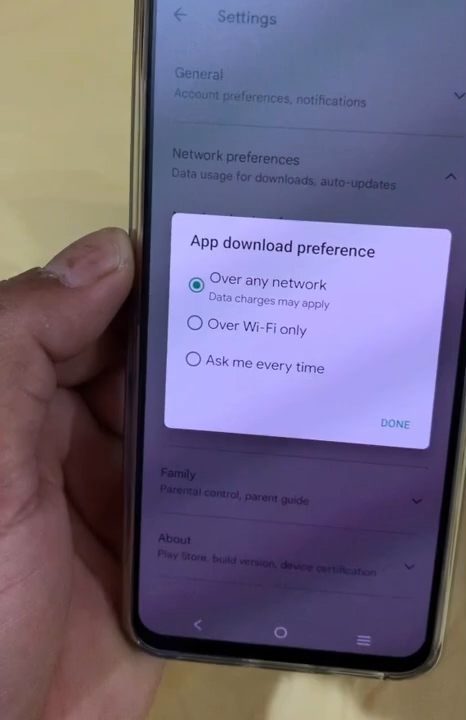 Settings
General
Account preferences, notifications
Network preferences
Data usage for downloads, auto-updates
App download preference
Over any network
Data charges may apply
Over Wi-Fi only
Ask me every time
DONE
Family
Parental control, parent guide
About
Play Store, build version, device certification